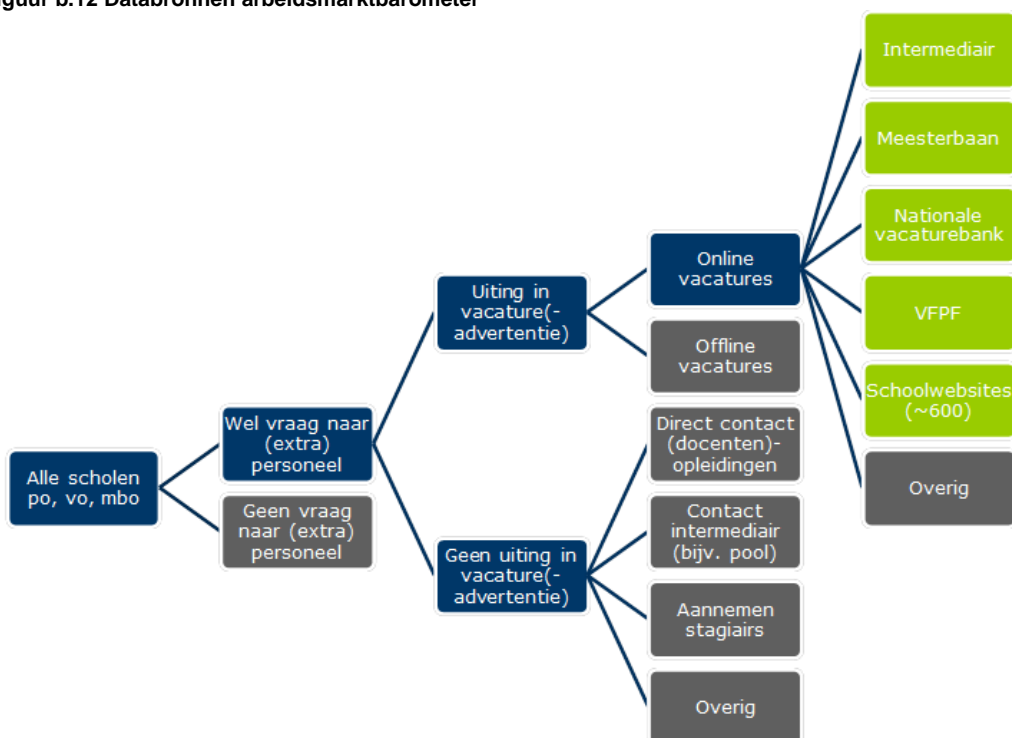 guur b.12 Databronnen arbeidsmarktbarometer
Alle scholen
po, vo, mbo
Wel vraag naar
(extra)
personeel
Geen vraag
naar (extra)
personeel
Uiting in
vacature(-
advertentie)
Geen uiting in
vacature(-
advertentie)
Online
vacatures
Offline
vacatures
Direct contact
(docenten)-
opleidingen
Contact
intermediair
(bijv. pool)
Aannemen
stagiairs
Overig
Intermediair
Meesterbaan
Nationale
vacaturebank
VFPF
Schoolwebsites
(~600)
Overig